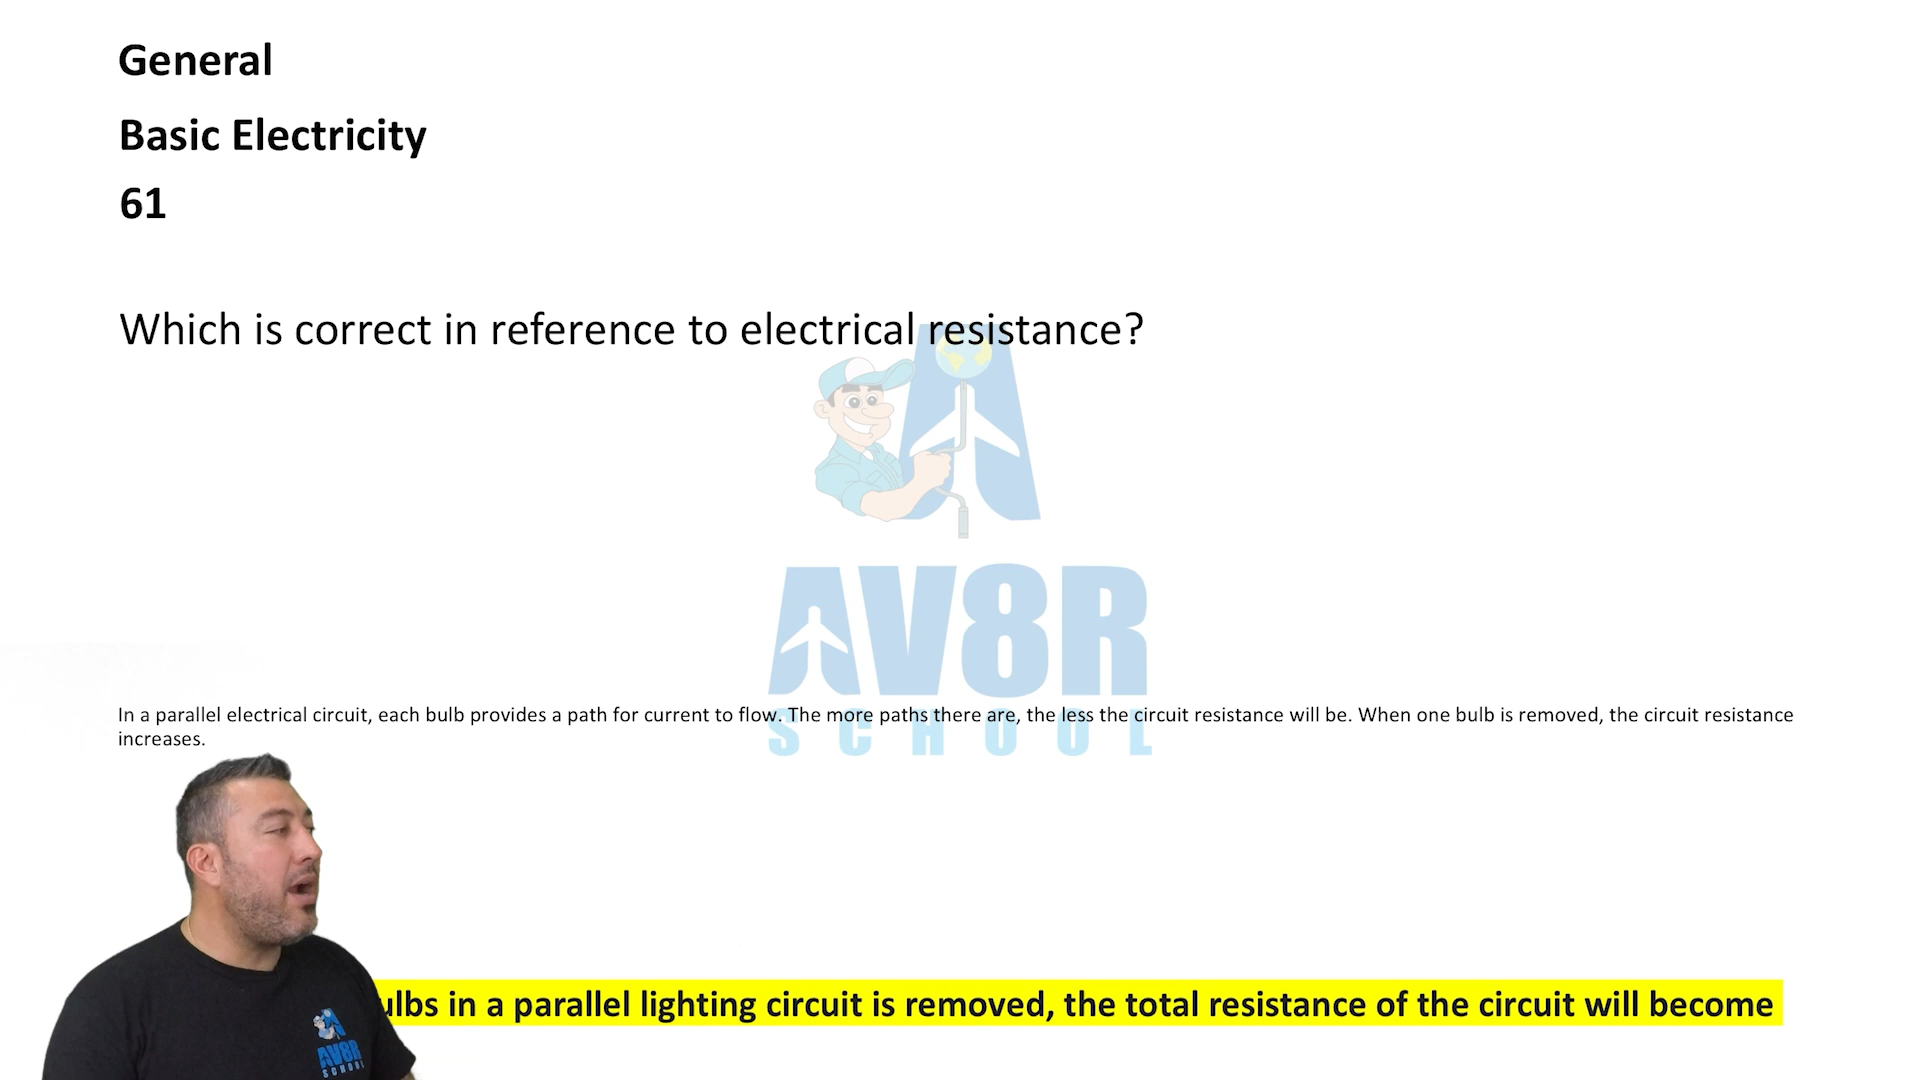 General
Basic Electricity
61
Which is correct in reference to electrical resistance?
AV8R
SCHOOL
In a parallel electrical circuit, each bulb provides a path for current to flow. The more paths there are, the less the circuit resistance will be. When one bulb is removed, the circuit resistance
increases.
ulbs in a parallel lighting circuit is removed, the total resistance of the circuit will become
AV8R
SCHOOL